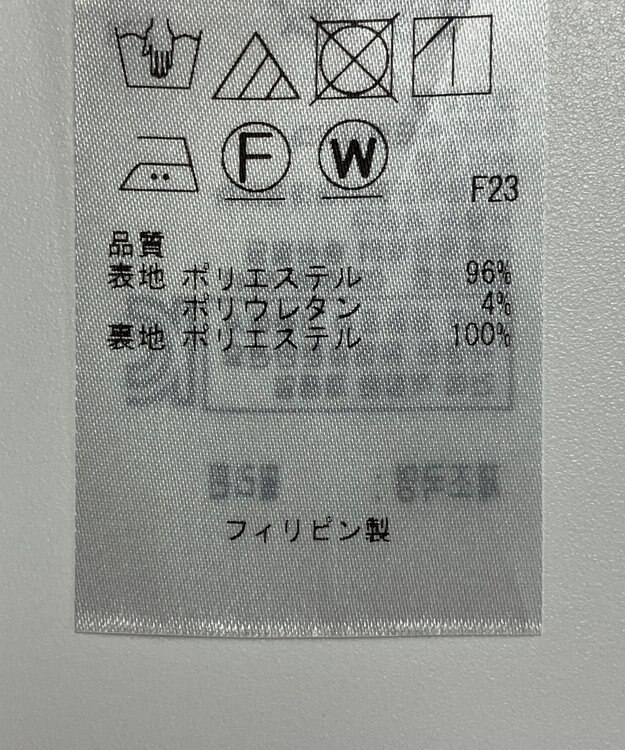 F W
F23
品質
表地 ポリエステル 96%
ポリウレタン 4%
裏地 ポリエステル 100%
フィリピン製